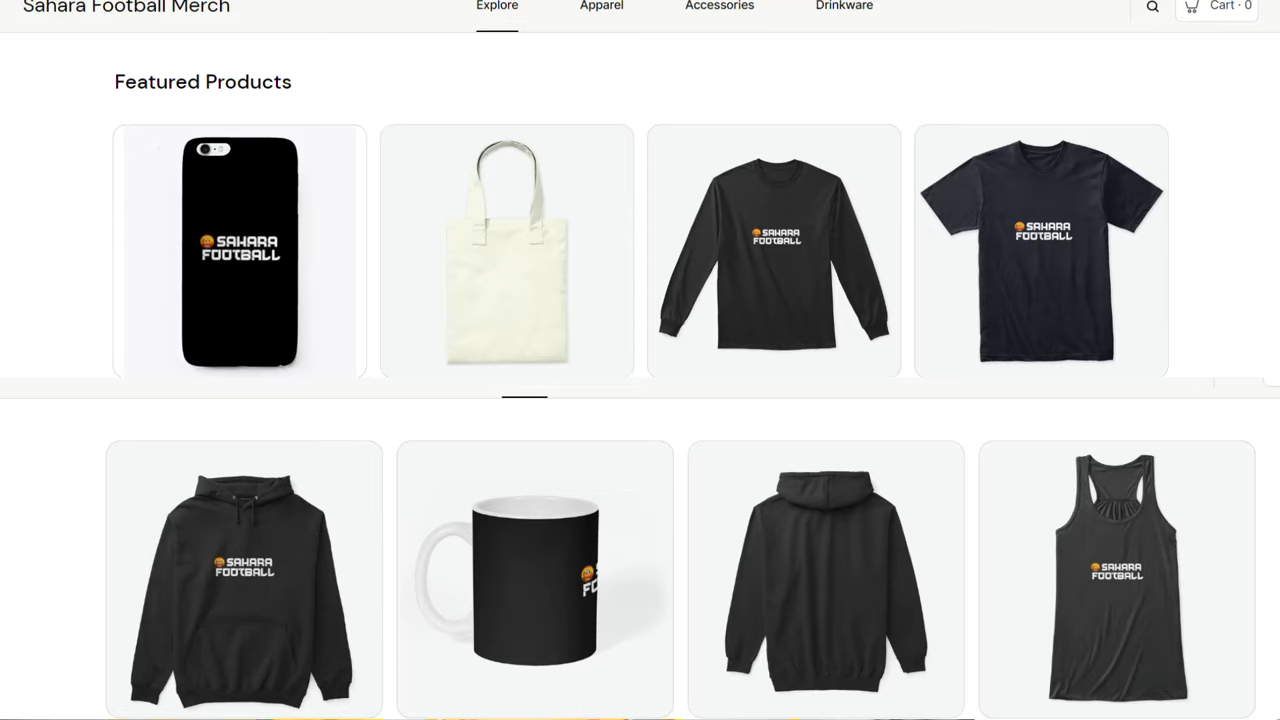 Sahara Football Merch
Explore
Apparel
Accessories
Drinkware
Cart · 0
Featured Products
SAHARA
FOOTBALL
SAHARA
FOOTBALL
SAHARA
FOOTBALL
SAHARA
FOOTBALL
SAHARA
FOOTBALL